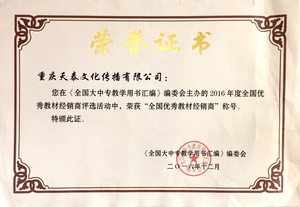 荣誉证书
重庆天泰文化传播有限公司：
您在《全国大中专教学用书汇编》编委会主办的2016年度全国优
秀教材经销商评选活动中，荣获“全国优秀教材经销商”称号。
特颁此证。
《全国大中专教学用书汇编》编委会
二〇一六年十二月